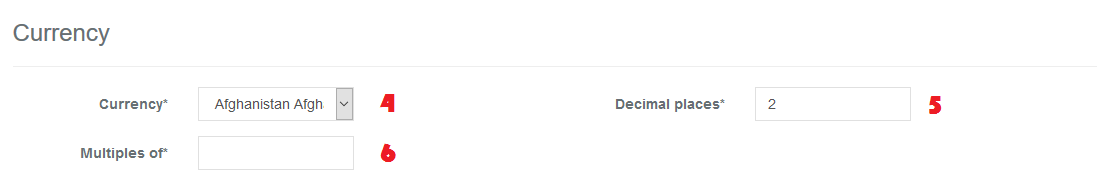 Currency
Currency* Afghanistan Afgh 4 Decimal places* 2 5
Multiples of* 6